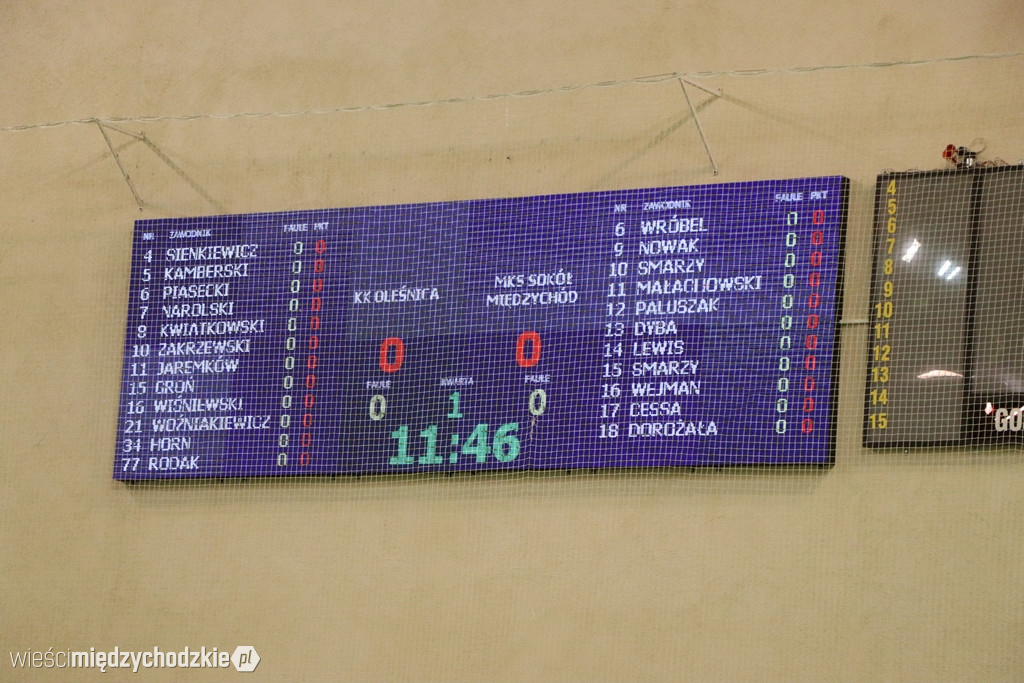 NR ZAWODNIK FAULE PKT
4 SIENKIEWICZ 0 0
5 KAMBERSKI 0 0
6 PIASECKI 0 0
7 NAROLSKI 0 0
8 KWIATKOWSKI 0 0
10 ZAKRZEWSKI 0 0
11 JAREMKÓW 0 0
15 GROŃ 0 0
16 WIŚNIEWSKI 0 0
21 WOŹNIAKIEWICZ 0 0
34 HORN 0 0
77 RODAK 0 0
KK OLEŚNICA
MKS SOKÓŁ
MIĘDZYCHÓD
0 0
FAULE KWARTA FAULE
0 1 0
11:46
NR ZAWODNIK FAULE PKT
6 WRÓBEL 0 0
9 NOWAK 0 0
10 SMARZY 0 0
11 MAŁACHOWSKI 0 0
12 PALUSZAK 0 0
13 DYBA 0 0
14 LEWIS 0 0
15 SMARZY 0 0
16 WEJMAN 0 0
17 CESSA 0 0
18 DOROŻAŁA 0 0
4
5
6
7
8
9
10
11
12
13
14
15
GO
wieścimiędzychodzkie.pl